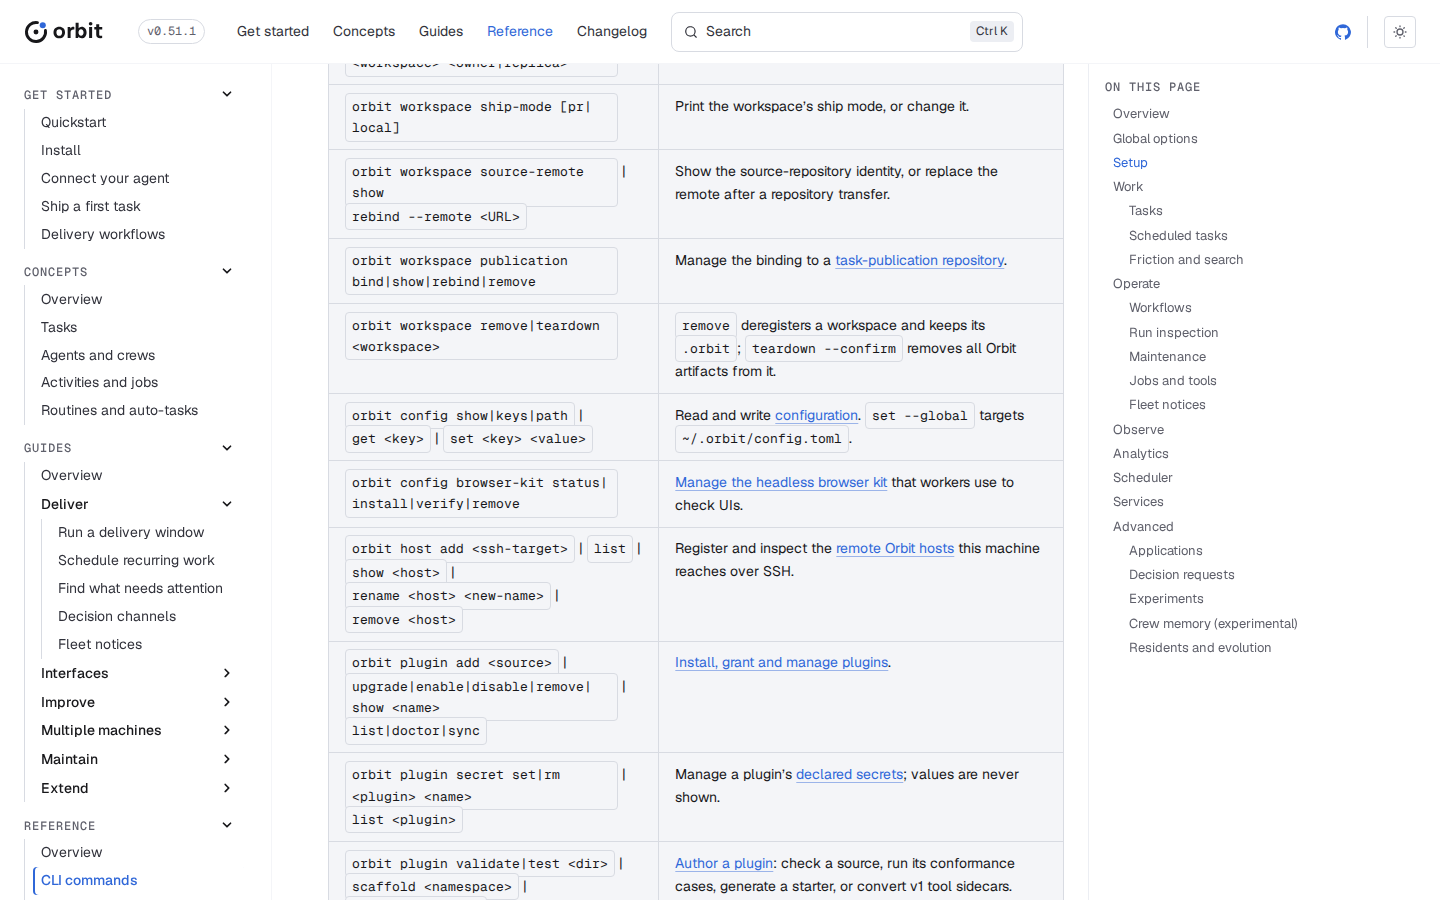 orbit
v0.51.1
Get started
Concepts
Guides
Reference
Changelog
Search
Ctrl K
GET STARTED
Quickstart
Install
Connect your agent
Ship a first task
Delivery workflows
CONCEPTS
Overview
Tasks
Agents and crews
Activities and jobs
Routines and auto-tasks
GUIDES
Overview
Deliver
Run a delivery window
Schedule recurring work
Find what needs attention
Decision channels
Fleet notices
Interfaces
Improve
Multiple machines
Maintain
Extend
REFERENCE
Overview
CLI commands
<workspace> <owner|replica>
orbit workspace ship-mode [pr|
local]
Print the workspace's ship mode, or change it.
orbit workspace source-remote |
show
rebind --remote <URL>
Show the source-repository identity, or replace the
remote after a repository transfer.
orbit workspace publication
bind|show|rebind|remove
Manage the binding to a task-publication repository.
orbit workspace remove|teardown
<workspace>
remove deregisters a workspace and keeps its
.orbit; teardown --confirm removes all Orbit
artifacts from it.
orbit config show|keys|path |
get <key> | set <key> <value>
Read and write configuration. set --global targets
~/.orbit/config.toml.
orbit config browser-kit status|
install|verify|remove
Manage the headless browser kit that workers use to
check UIs.
orbit host add <ssh-target> | list |
show <host> |
rename <host> <new-name> |
remove <host>
Register and inspect the remote Orbit hosts this machine
reaches over SSH.
orbit plugin add <source> |
upgrade|enable|disable|remove| |
show <name>
list|doctor|sync
Install, grant and manage plugins.
orbit plugin secret set|rm |
<plugin> <name>
list <plugin>
Manage a plugin's declared secrets; values are never
shown.
orbit plugin validate|test <dir> |
scaffold <namespace> |
Author a plugin: check a source, run its conformance
cases, generate a starter, or convert v1 tool sidecars.
ON THIS PAGE
Overview
Global options
Setup
Work
Tasks
Scheduled tasks
Friction and search
Operate
Workflows
Run inspection
Maintenance
Jobs and tools
Fleet notices
Observe
Analytics
Scheduler
Services
Advanced
Applications
Decision requests
Experiments
Crew memory (experimental)
Residents and evolution